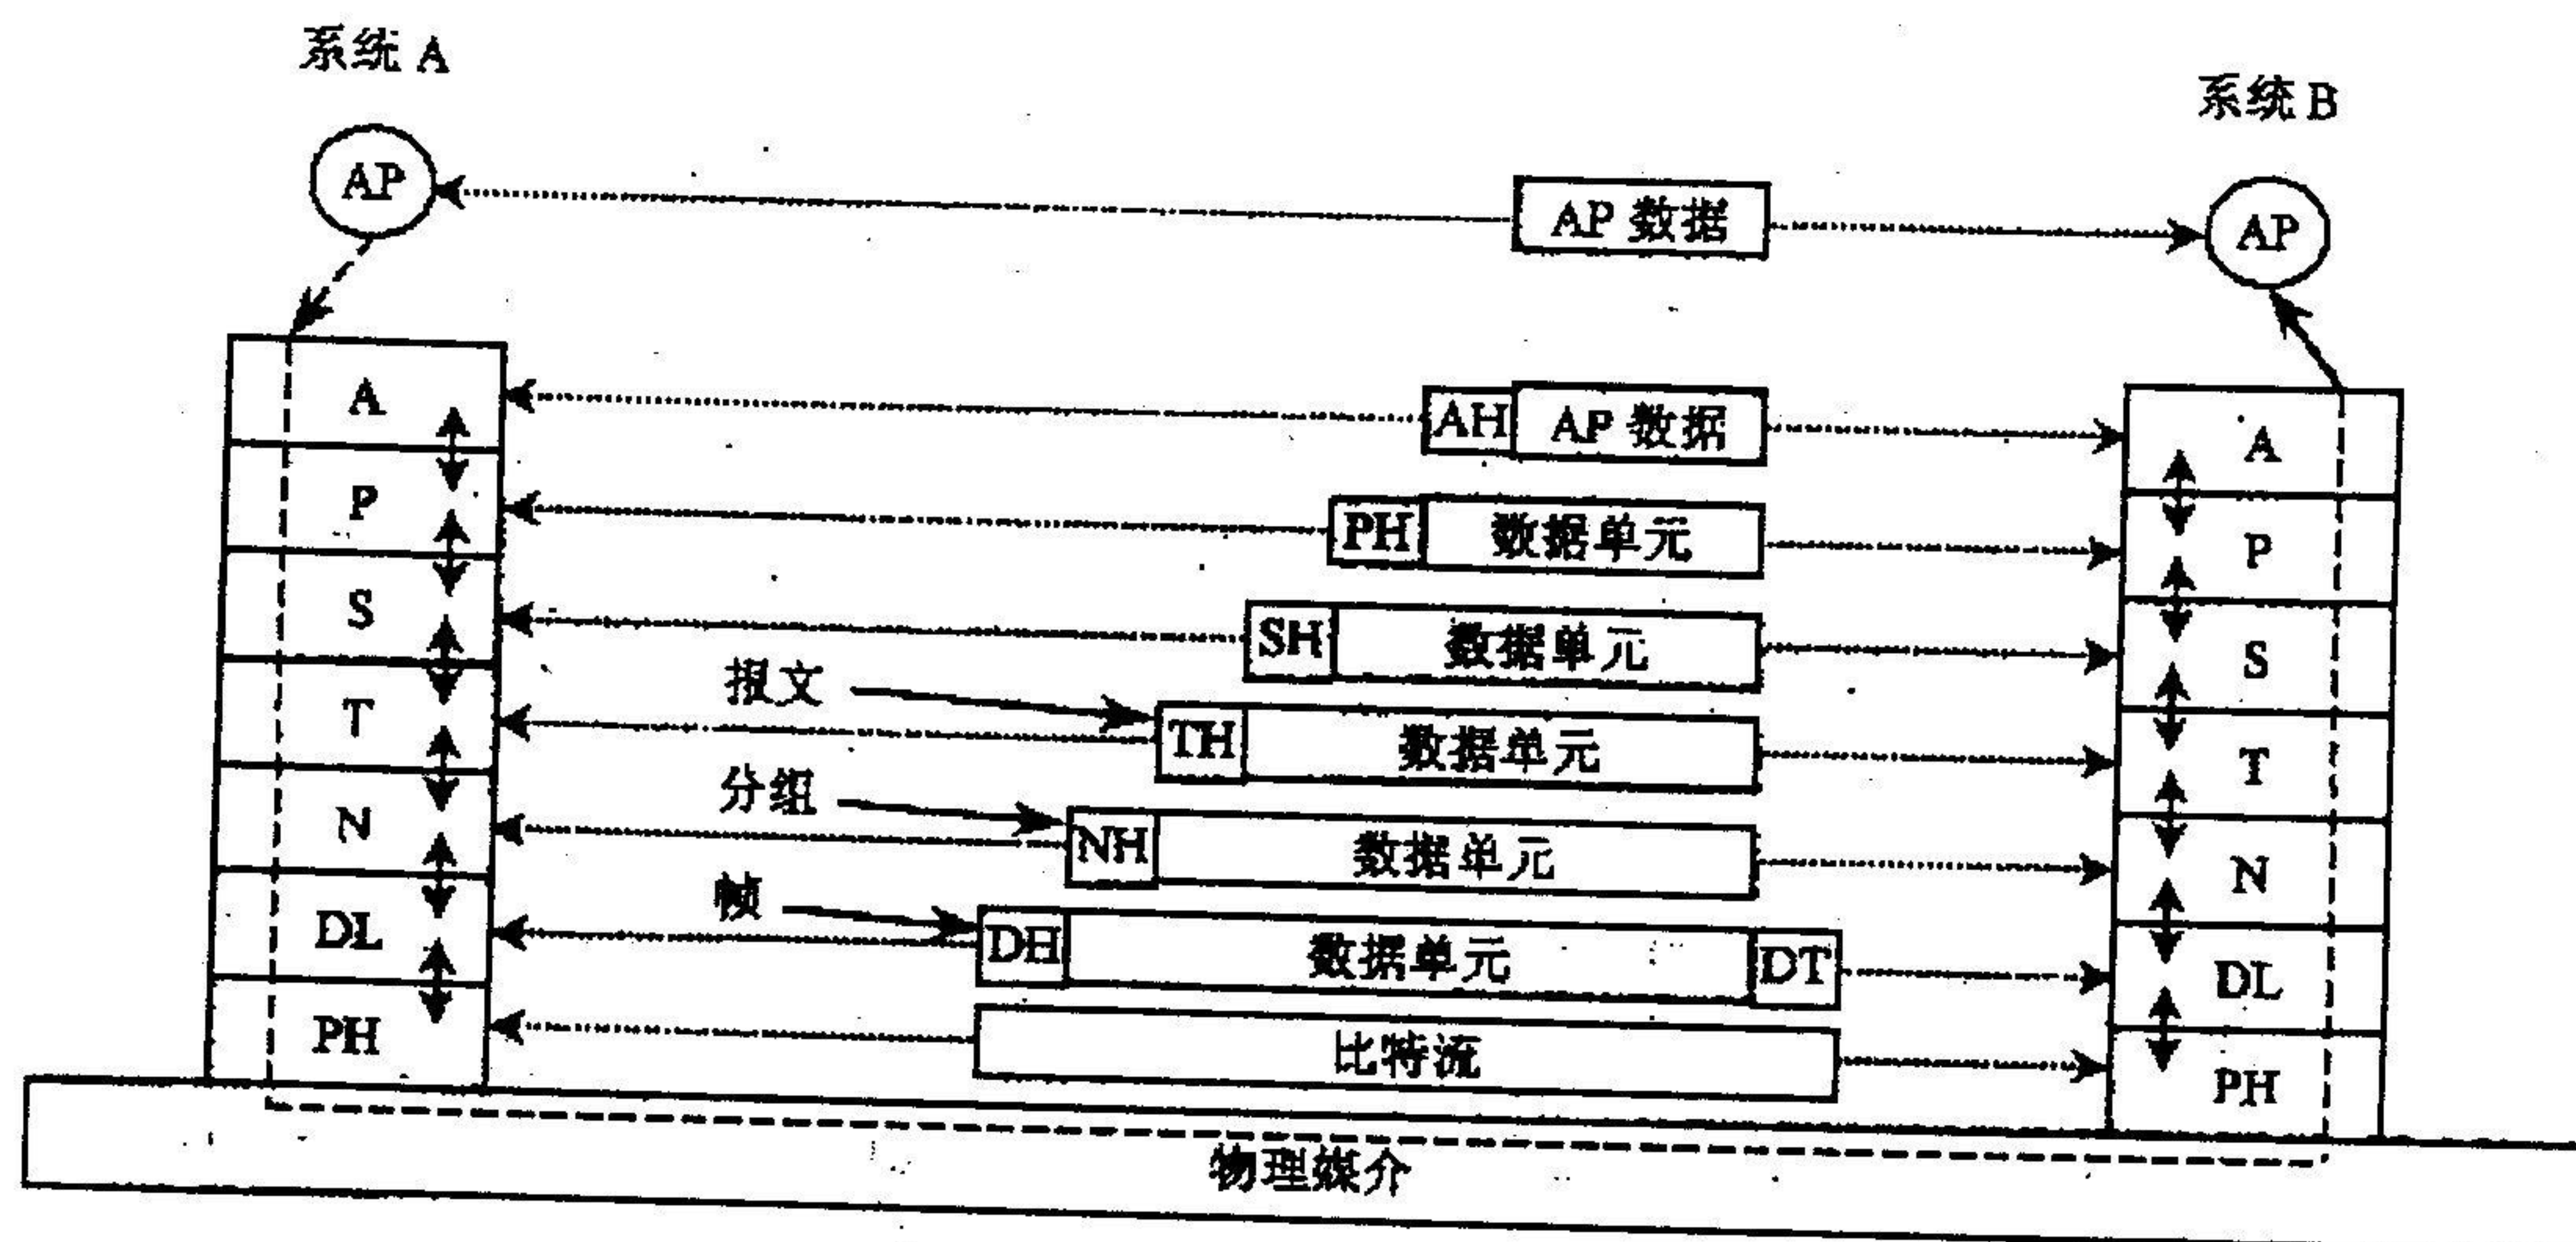 系统 A
系统 B
AP
AP 数据
AP
A
AH AP 数据
A
P
PH 数据单元
P
S
SH 数据单元
S
报文
T
TH 数据单元
T
分组
N
NH 数据单元
N
帧
DL
DH 数据单元 DT
DL
PH
比特流
PH
物理媒介